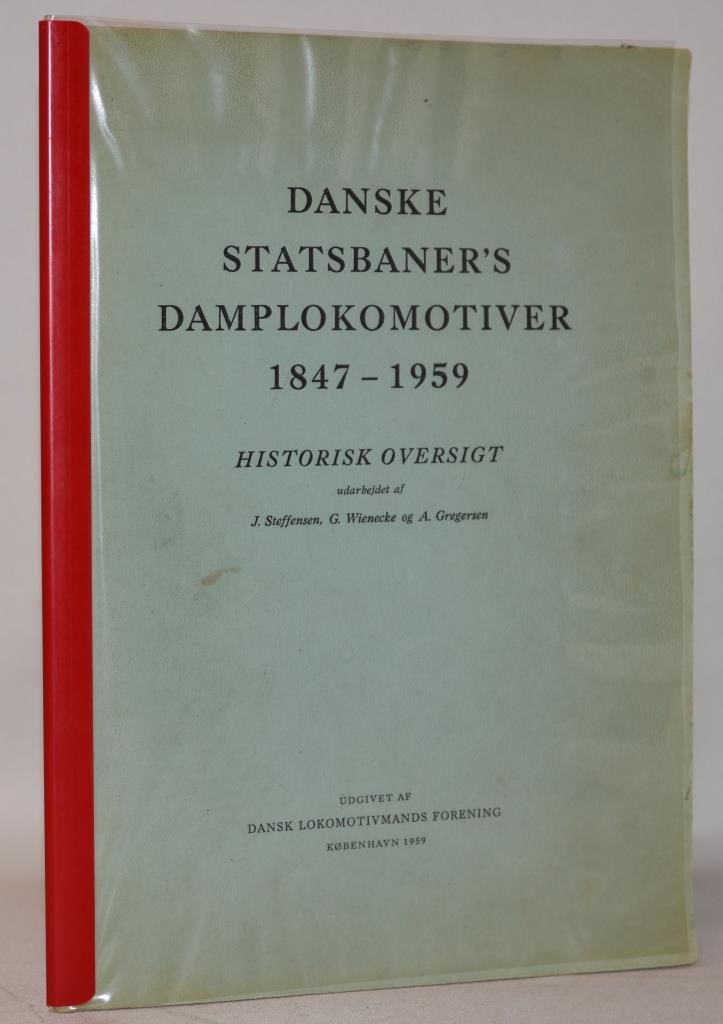 DANSKE
STATSBANER'S
DAMPLOKOMOTIVER
1847 – 1959
HISTORISK OVERSIGT
udarbejdet af
J. Steffensen, G. Wienecke og A. Gregersen
UDGIVET AF
DANSK LOKOMOTIVMANDS FORENING
KØBENHAVN 1959